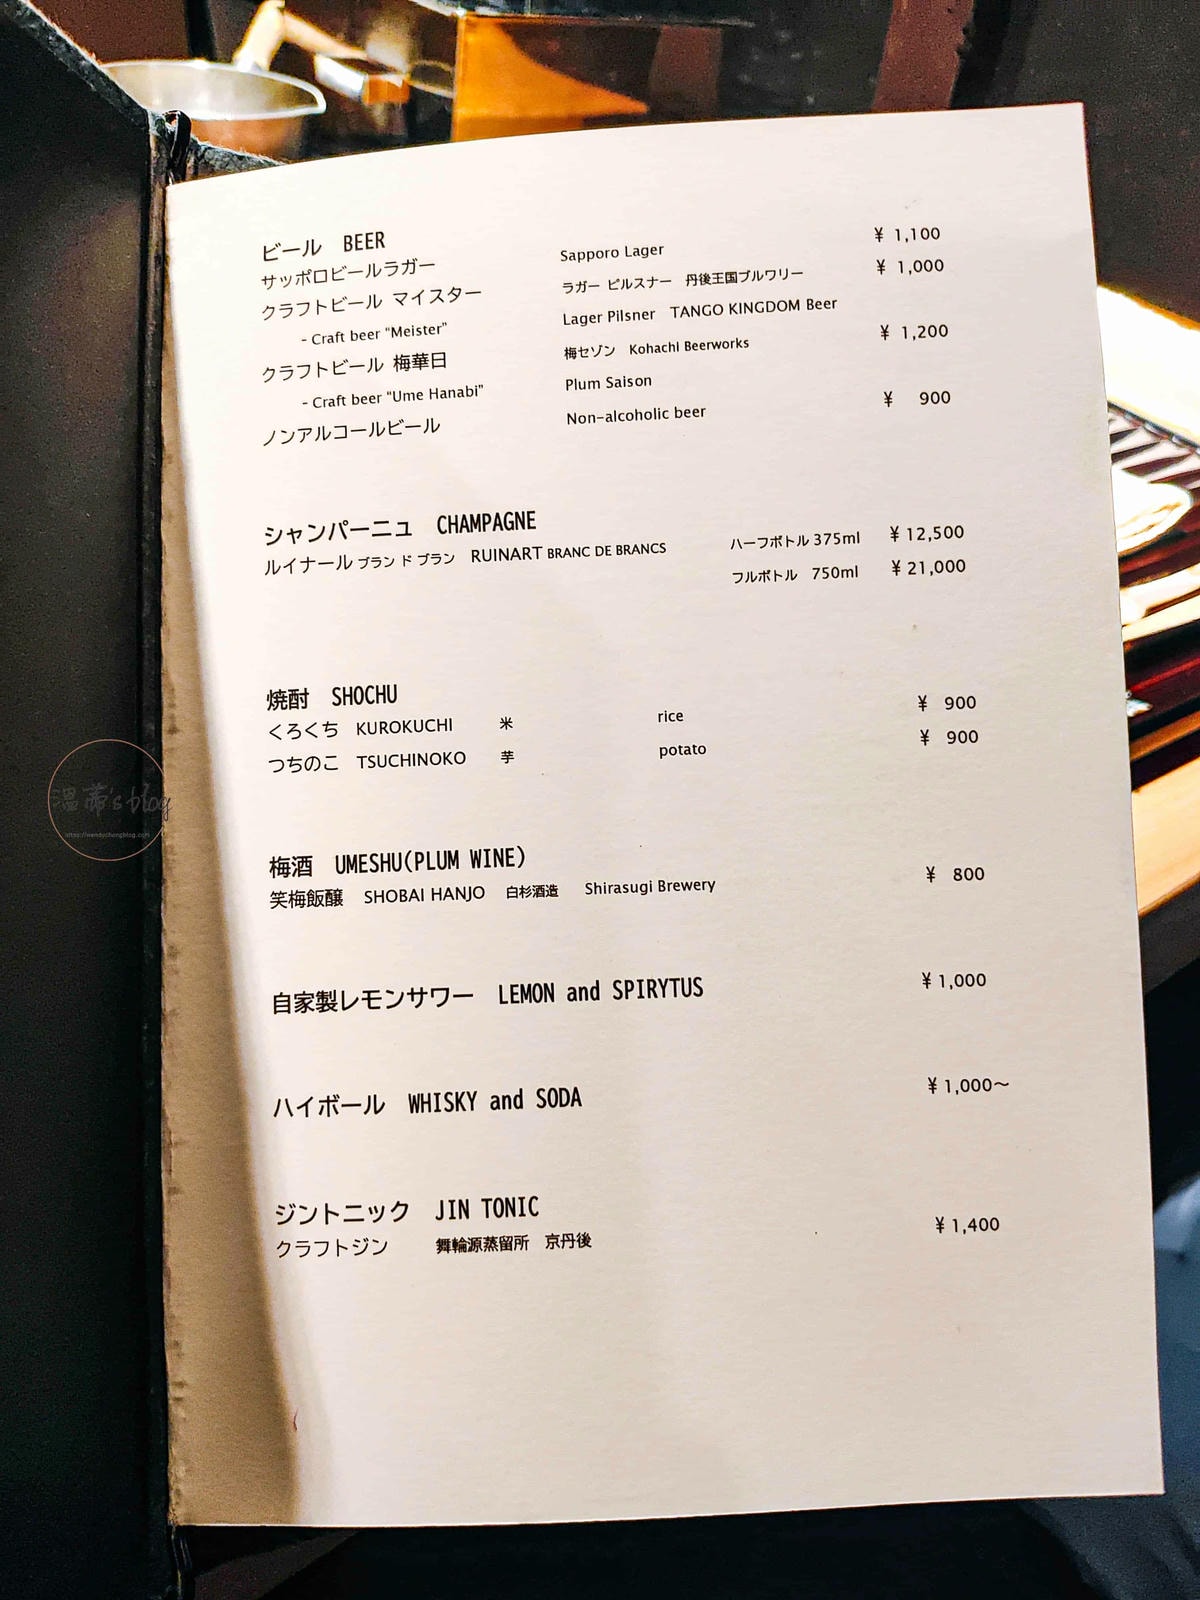 ビール BEER
サッポロビールラガー Sapporo Lager ¥ 1,100
クラフトビール マイスター ラガー ピルスナー 丹後王国ブルワリー ¥ 1,000
- Craft beer “Meister” Lager Pilsner TANGO KINGDOM Beer
クラフトビール 梅華日 梅セゾン Kohachi Beerworks ¥ 1,200
- Craft beer “Ume Hanabi” Plum Saison
ノンアルコールビール Non-alcoholic beer ¥ 900
シャンパーニュ CHAMPAGNE
ルイナール ブラン ド ブラン RUINART BRANC DE BRANCS ハーフボトル 375ml ¥ 12,500
フルボトル 750ml ¥ 21,000
焼酎 SHOCHU
くろくち KUROKUCHI 米 rice ¥ 900
つちのこ TSUCHINOKO 芋 potato ¥ 900
梅酒 UMESHU(PLUM WINE)
笑梅飯醸 SHOBAI HANJO 白杉酒造 Shirasugi Brewery ¥ 800
自家製レモンサワー LEMON and SPIRYTUS ¥ 1,000
ハイボール WHISKY and SODA ¥ 1,000～
ジントニック JIN TONIC
クラフトジン 舞輪源蒸留所 京丹後 ¥ 1,400
's blog